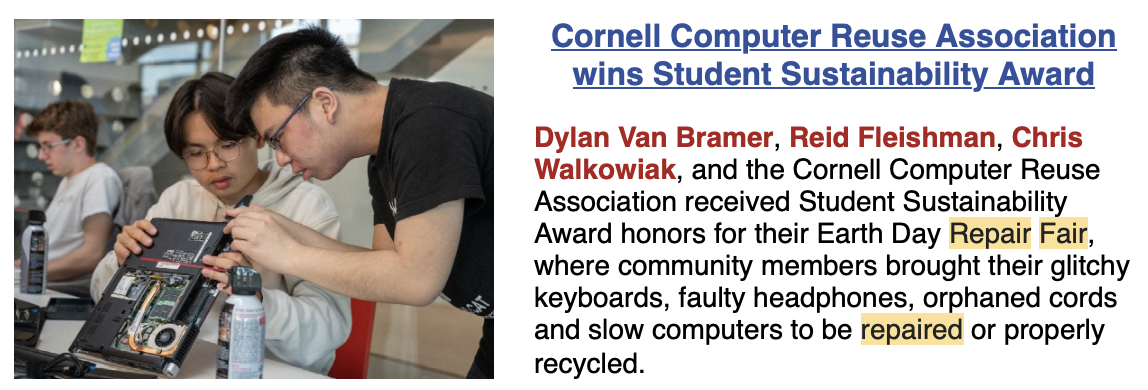 Cornell Computer Reuse Association
wins Student Sustainability Award
Dylan Van Bramer, Reid Fleishman, Chris
Walkowiak, and the Cornell Computer Reuse
Association received Student Sustainability
Award honors for their Earth Day Repair Fair,
where community members brought their glitchy
keyboards, faulty headphones, orphaned cords
and slow computers to be repaired or properly
recycled.